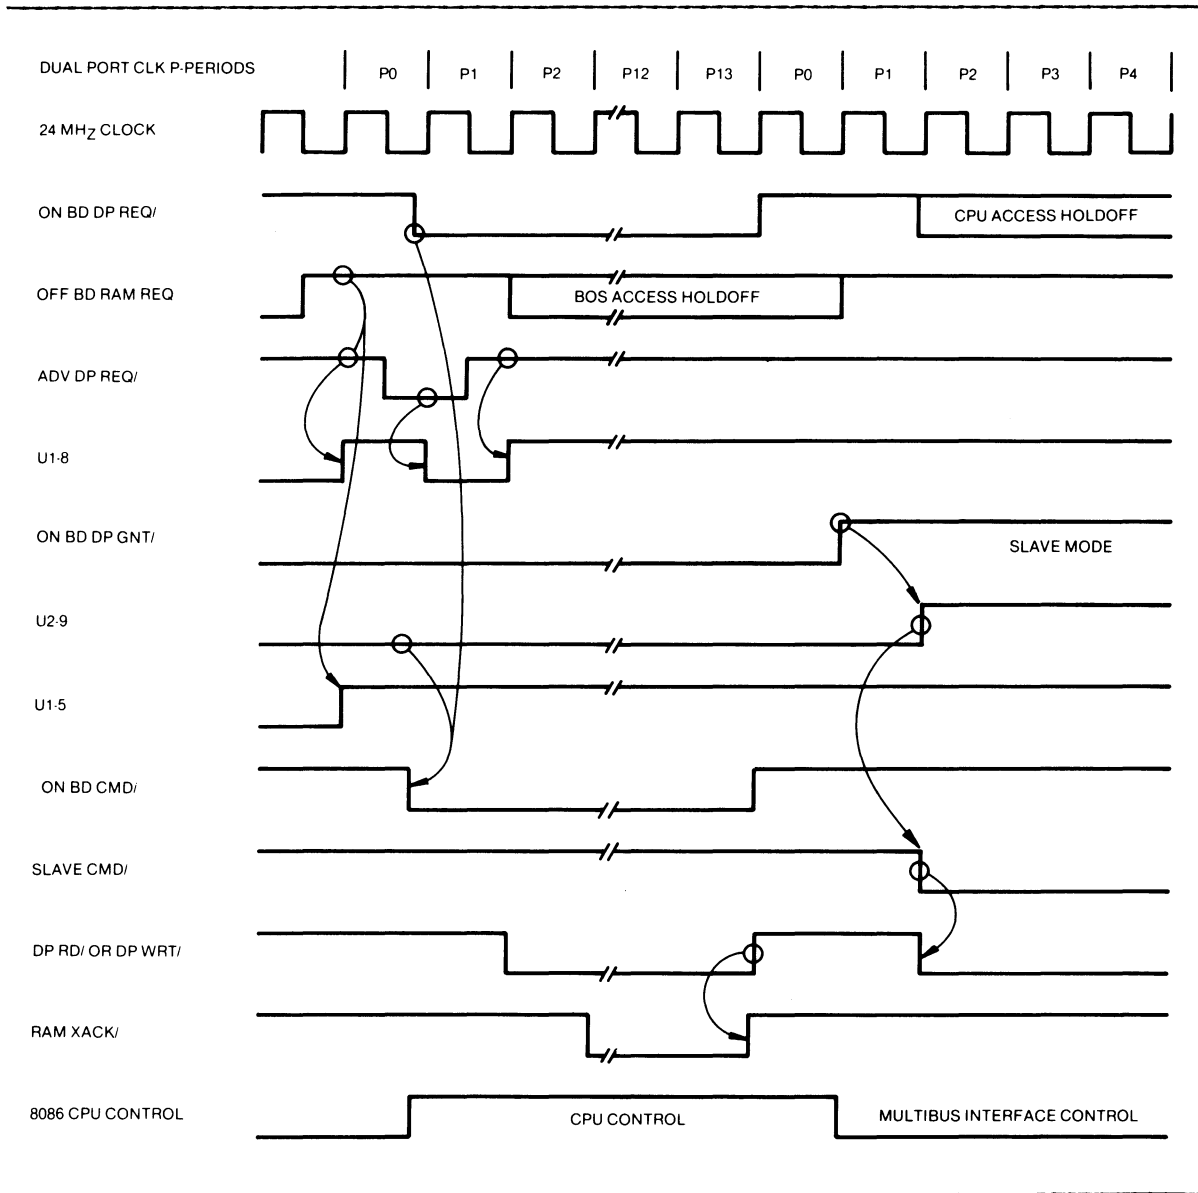 DUAL PORT CLK P-PERIODS P0 P1 P2 P12 P13 P0 P1 P2 P3 P4
24 MHZ CLOCK
ON BD DP REQ/ CPU ACCESS HOLDOFF
OFF BD RAM REQ BOS ACCESS HOLDOFF
ADV DP REQ/
U1-8
ON BD DP GNT/ SLAVE MODE
U2-9
U1-5
ON BD CMD/
SLAVE CMD/
DP RD/ OR DP WRT/
RAM XACK/
8086 CPU CONTROL CPU CONTROL MULTIBUS INTERFACE CONTROL